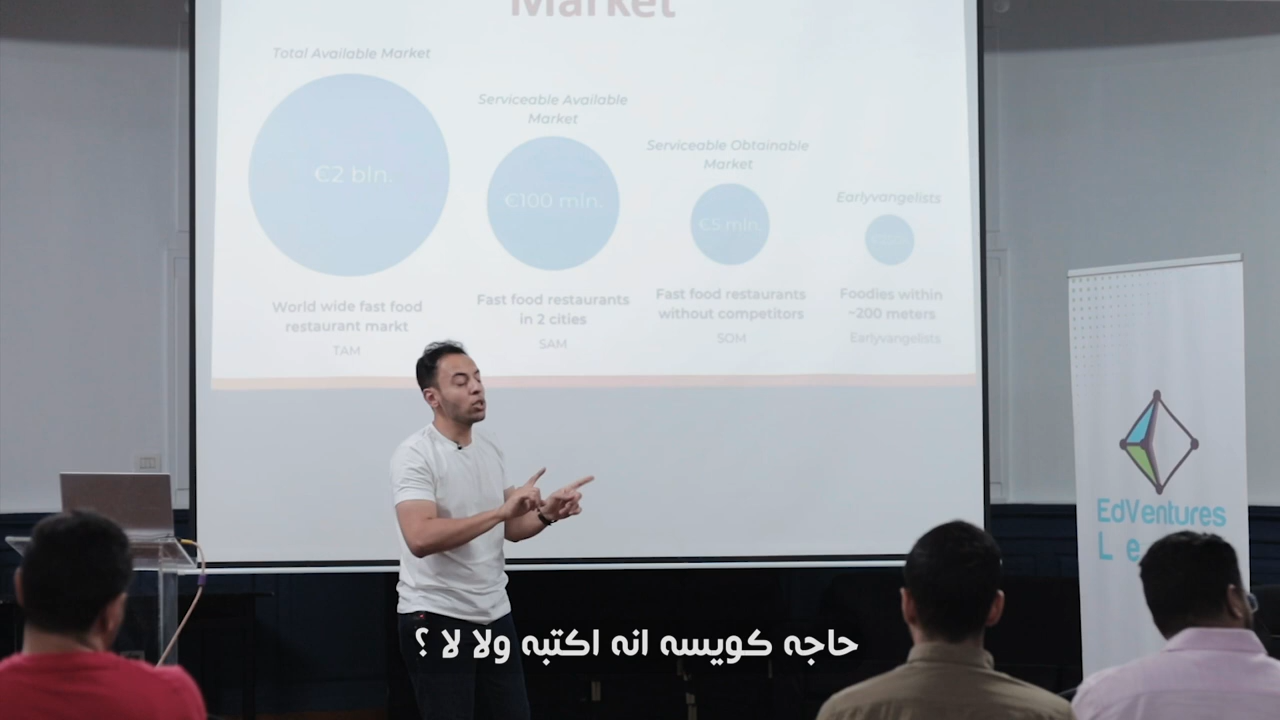 Market
Total Available Market
€2 bln.
World wide fast food
restaurant markt
TAM
Serviceable Available
Market
€100 mln.
Fast food restaurants
in 2 cities
SAM
Serviceable Obtainable
Market
€5 mln.
Fast food restaurants
without competitors
SOM
Earlyvangelists
Foodies within
~200 meters
Earlyvangelists
EdVentures
حاجه كويسه انه اكتبه ولا لا ؟